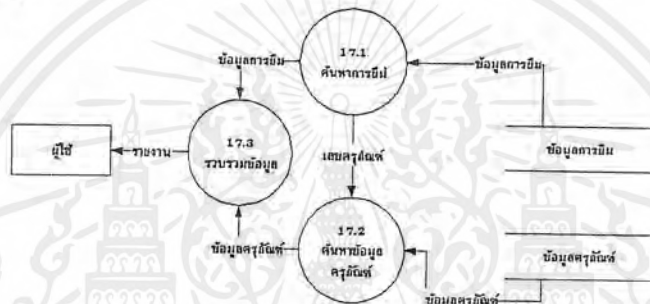 17.1
ค้นหาการยืม
ข้อมูลการยืม
ข้อมูลการยืม
17.3
รวบรวมข้อมูล
ผู้ใช้
รายงาน
เลขครุภัณฑ์
ข้อมูลการยืม
17.2
ค้นหาข้อมูล
ครุภัณฑ์
ข้อมูลครุภัณฑ์
ข้อมูลครุภัณฑ์
ข้อมูลครุภัณฑ์